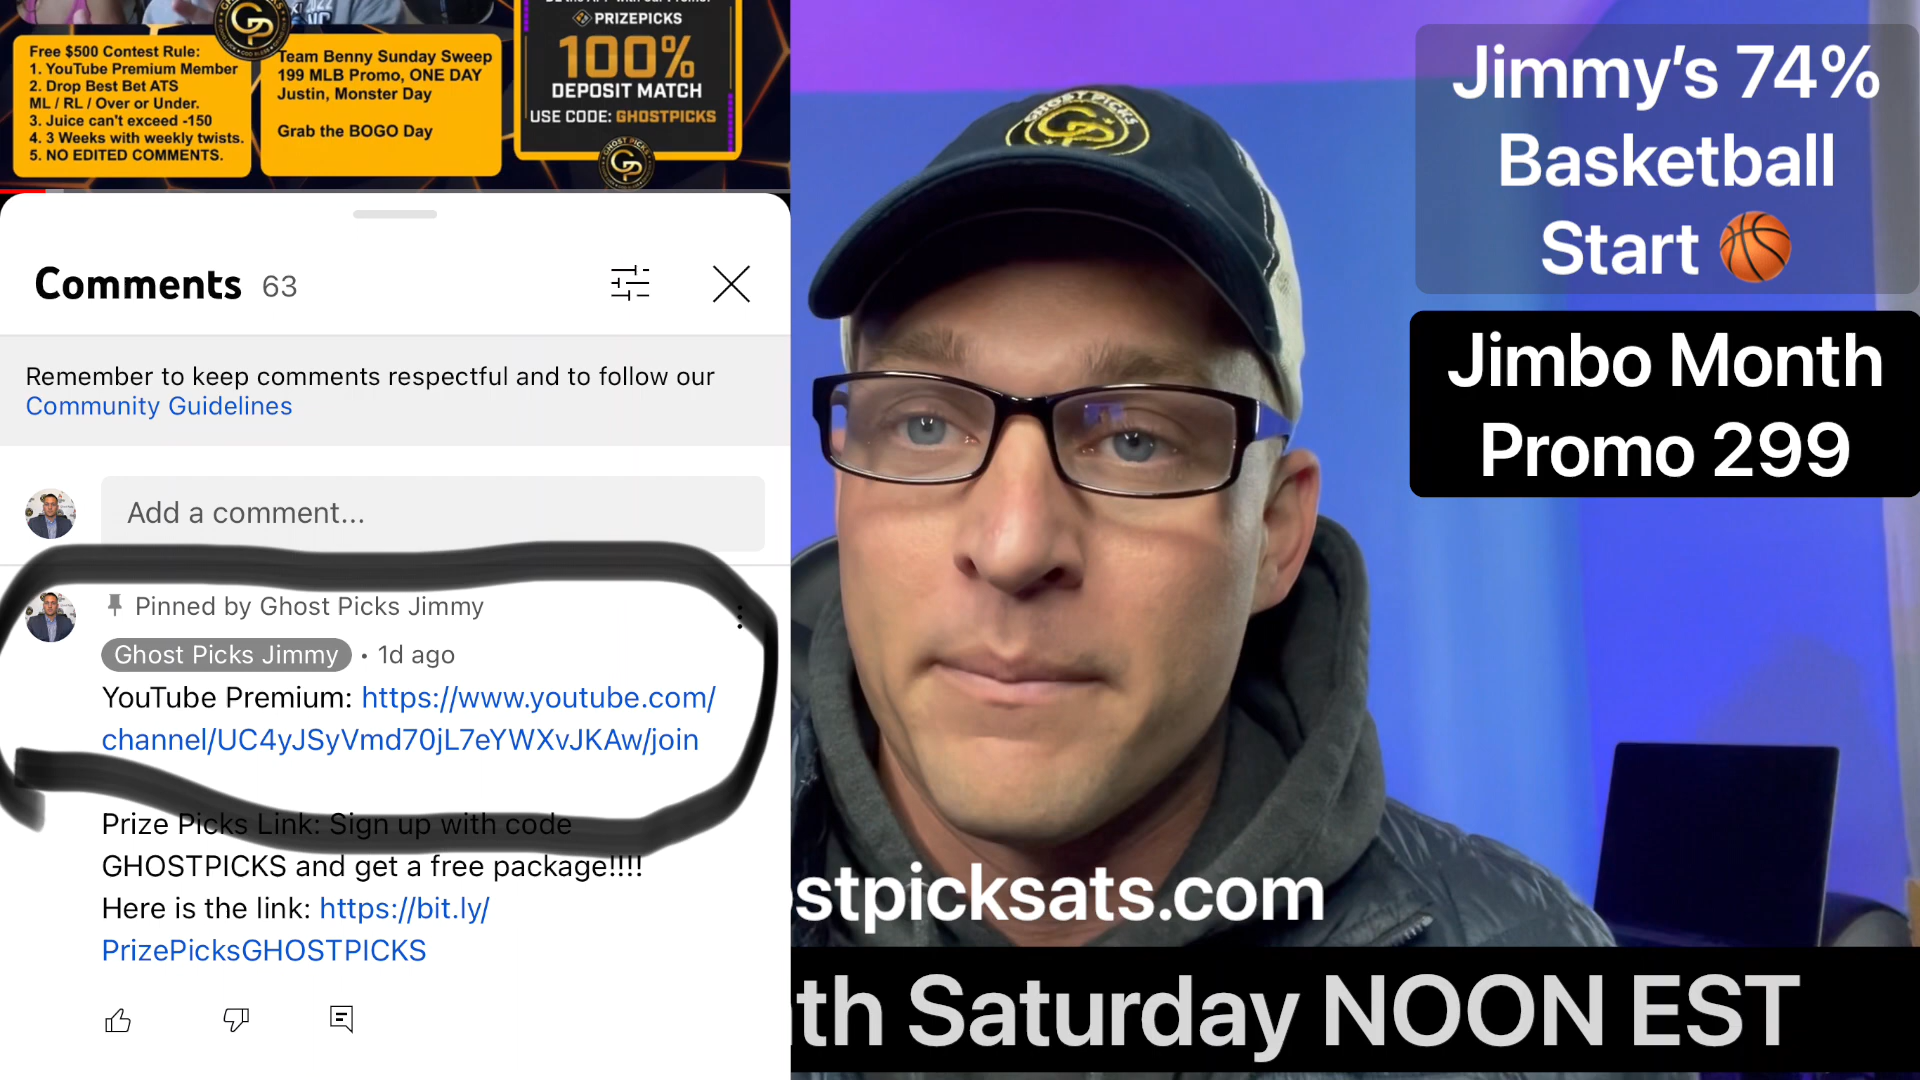 PRIZEPICKS
100%
DEPOSIT MATCH
USE CODE: GHOSTPICKS
GHOST PICKS
GP
Free $500 Contest Rule:
1. YouTube Premium Member
2. Drop Best Bet ATS
ML / RL / Over or Under.
3. Juice can't exceed -150
4. 3 Weeks with weekly twists.
5. NO EDITED COMMENTS.
Team Benny Sunday Sweep
199 MLB Promo, ONE DAY
Justin, Monster Day
Grab the BOGO Day
Comments 63
Remember to keep comments respectful and to follow our
Community Guidelines
Add a comment...
Pinned by Ghost Picks Jimmy
Ghost Picks Jimmy • 1d ago
YouTube Premium: https://www.youtube.com/
channel/UC4yJSyVmd70jL7eYWXvJKAw/join
Prize Picks Link: Sign up with code
GHOSTPICKS and get a free package!!!!
Here is the link: https://bit.ly/
PrizePicksGHOSTPICKS
GHOST PICKS
GP
Jimmy's 74%
Basketball
Start 🏀
Jimbo Month
Promo 299
stpicksats.com
th Saturday NOON EST